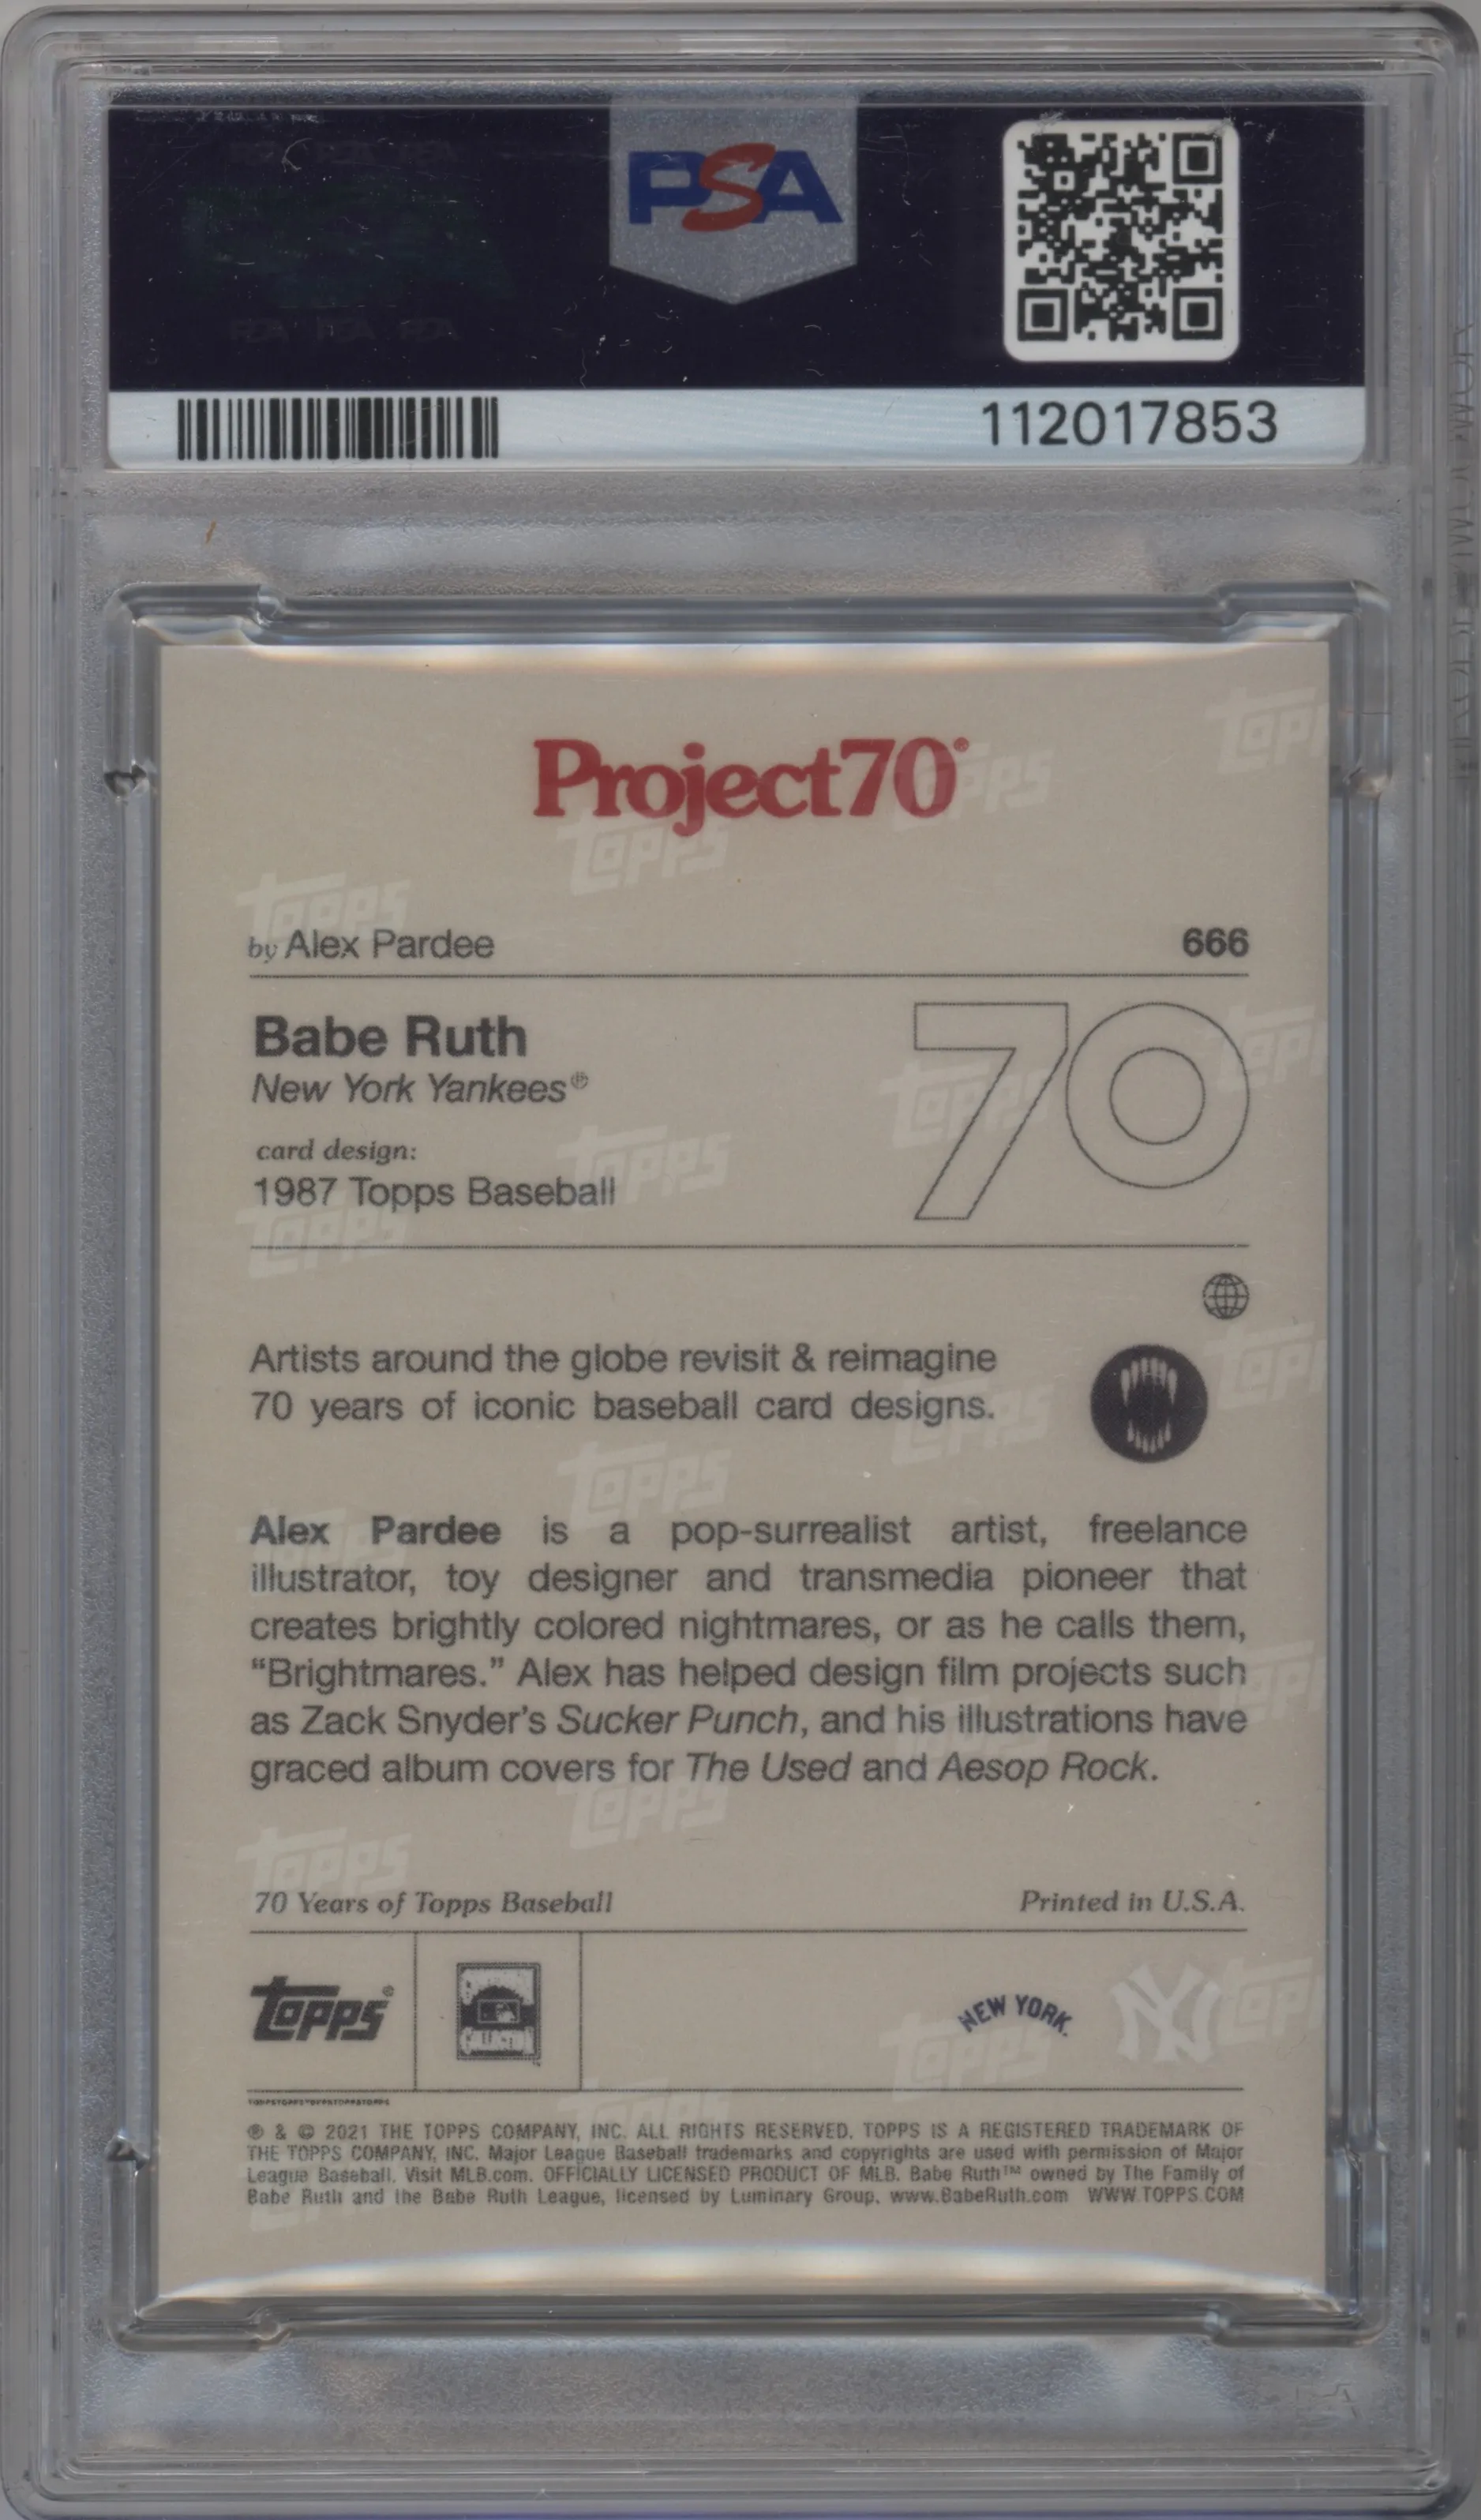 PSA
112017853
Project70®
by Alex Pardee 666
Babe Ruth
New York Yankees®
card design:
1987 Topps Baseball
70
Artists around the globe revisit & reimagine
70 years of iconic baseball card designs.
Alex Pardee is a pop-surrealist artist, freelance
illustrator, toy designer and transmedia pioneer that
creates brightly colored nightmares, or as he calls them,
“Brightmares.” Alex has helped design film projects such
as Zack Snyder’s Sucker Punch, and his illustrations have
graced album covers for The Used and Aesop Rock.
70 Years of Topps Baseball Printed in U.S.A.
Topps® NEW YORK. NY
® & © 2021 THE TOPPS COMPANY, INC. ALL RIGHTS RESERVED. TOPPS IS A REGISTERED TRADEMARK OF
THE TOPPS COMPANY, INC. Major League Baseball trademarks and copyrights are used with permission of Major
League Baseball. Visit MLB.com. OFFICIALLY LICENSED PRODUCT OF MLB. Babe Ruth™ owned by The Family of
Babe Ruth and the Babe Ruth League, licensed by Luminary Group. www.BabeRuth.com WWW.TOPPS.COM